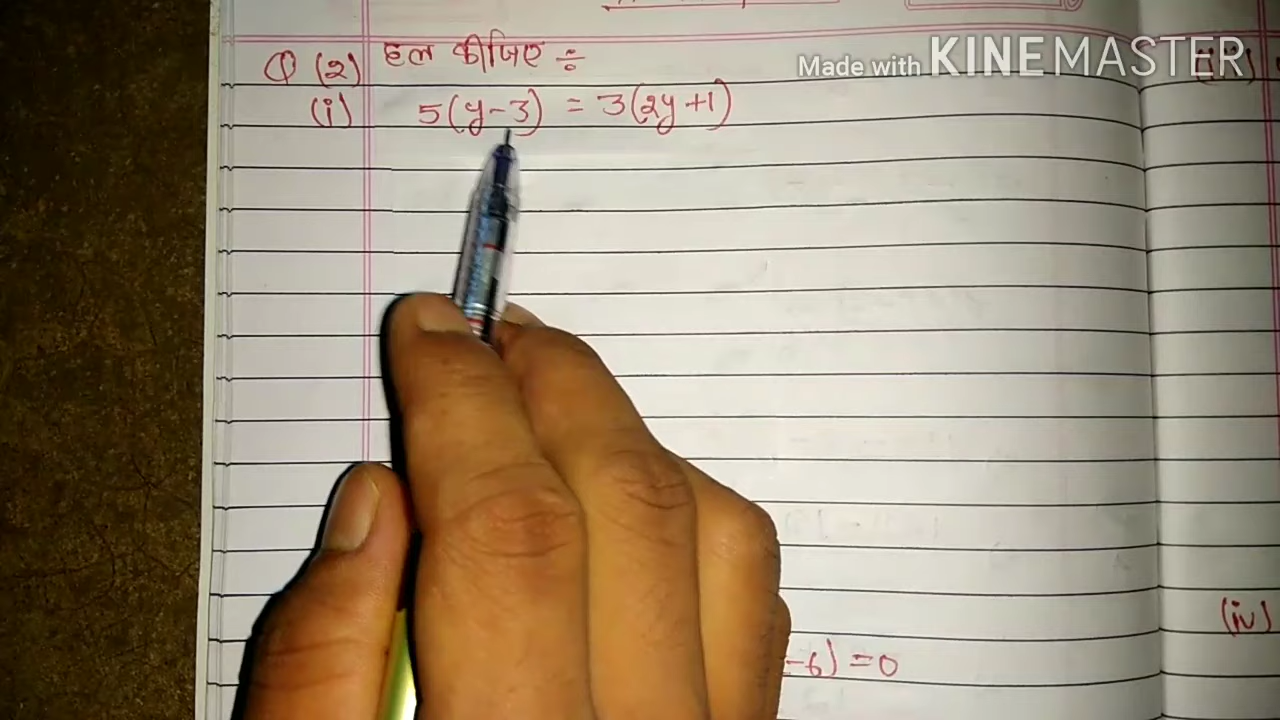 Made with KINEMASTER
Q (2) हल कीजिए ÷
(i) 5(y-3) = 3(2y+1)
(iv)
-6) = 0